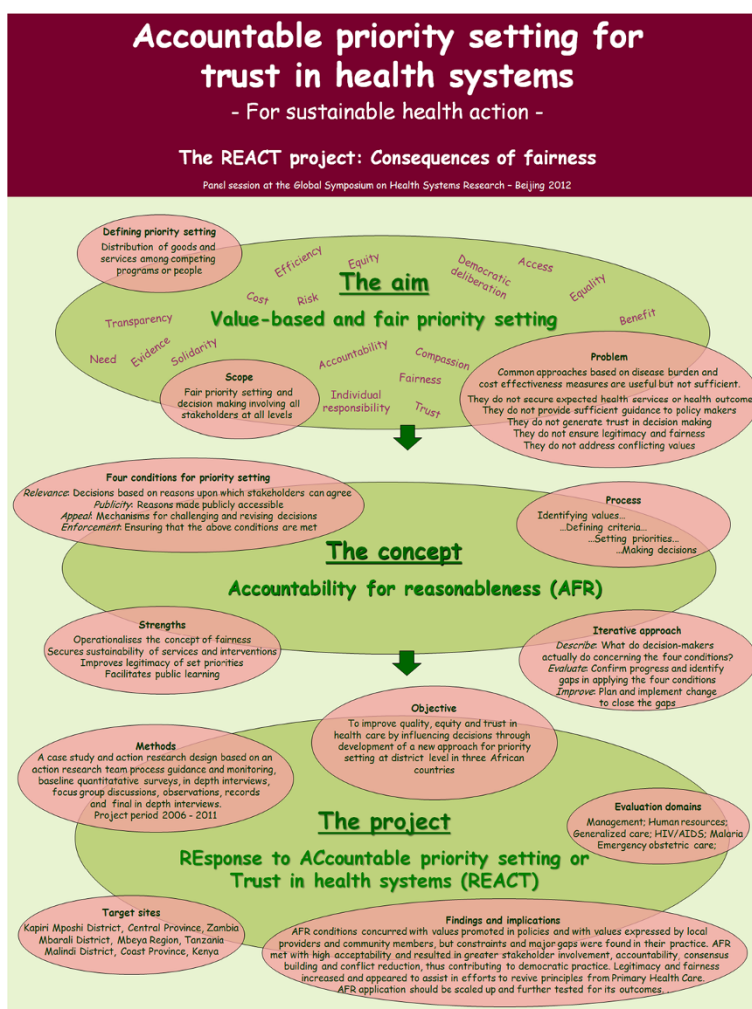 Accountable priority setting for
trust in health systems
- For sustainable health action -
The REACT project: Consequences of fairness
Panel session at the Global Symposium on Health Systems Research – Beijing 2012
Defining priority setting
Distribution of goods and
services among competing
programs or people
Efficiency
Equity
Democratic
deliberation
Access
Equality
The aim
Cost
Risk
Transparency
Value-based and fair priority setting
Benefit
Need
Evidence
Solidarity
Accountability
Compassion
Fairness
Individual
responsibility
Trust
Scope
Fair priority setting and
decision making involving all
stakeholders at all levels
Problem
Common approaches based on disease burden and
cost effectiveness measures are useful but not sufficient.
They do not secure expected health services or health outcome
They do not provide sufficient guidance to policy makers
They do not generate trust in decision making
They do not ensure legitimacy and fairness
They do not address conflicting values
Four conditions for priority setting
Relevance: Decisions based on reasons upon which stakeholders can agree
Publicity: Reasons made publicly accessible
Appeal: Mechanisms for challenging and revising decisions
Enforcement: Ensuring that the above conditions are met
Process
Identifying values...
...Defining criteria...
...Setting priorities...
...Making decisions
The concept
Accountability for reasonableness (AFR)
Strengths
Operationalises the concept of fairness
Secures sustainability of services and interventions
Improves legitimacy of set priorities
Facilitates public learning
Iterative approach
Describe: What do decision-makers
actually do concerning the four conditions?
Evaluate: Confirm progress and identify
gaps in applying the four conditions
Improve: Plan and implement change
to close the gaps
Objective
To improve quality, equity and trust in
health care by influencing decisions through
development of a new approach for priority
setting at district level in three African
countries
Methods
A case study and action research design based on an
action research team process guidance and monitoring,
baseline quantitatative surveys, in depth interviews,
focus group discussions, observations, records
and final in depth interviews.
Project period 2006 - 2011
Evaluation domains
Management; Human resources;
Generalized care; HIV/AIDS; Malaria
Emergency obstetric care;
The project
REsponse to ACcountable priority setting or
Trust in health systems (REACT)
Target sites
Kapiri Mposhi District, Central Province, Zambia
Mbarali District, Mbeya Region, Tanzania
Malindi District, Coast Province, Kenya
Findings and implications
AFR conditions concurred with values promoted in policies and with values expressed by local
providers and community members, but constraints and major gaps were found in their practice. AFR
met with high acceptability and resulted in greater stakeholder involvement, accountability, consensus
building and conflict reduction, thus contributing to democratic practice. Legitimacy and fairness
increased and appeared to assist in efforts to revive principles from Primary Health Care.
AFR application should be scaled up and further tested for its outcomes.